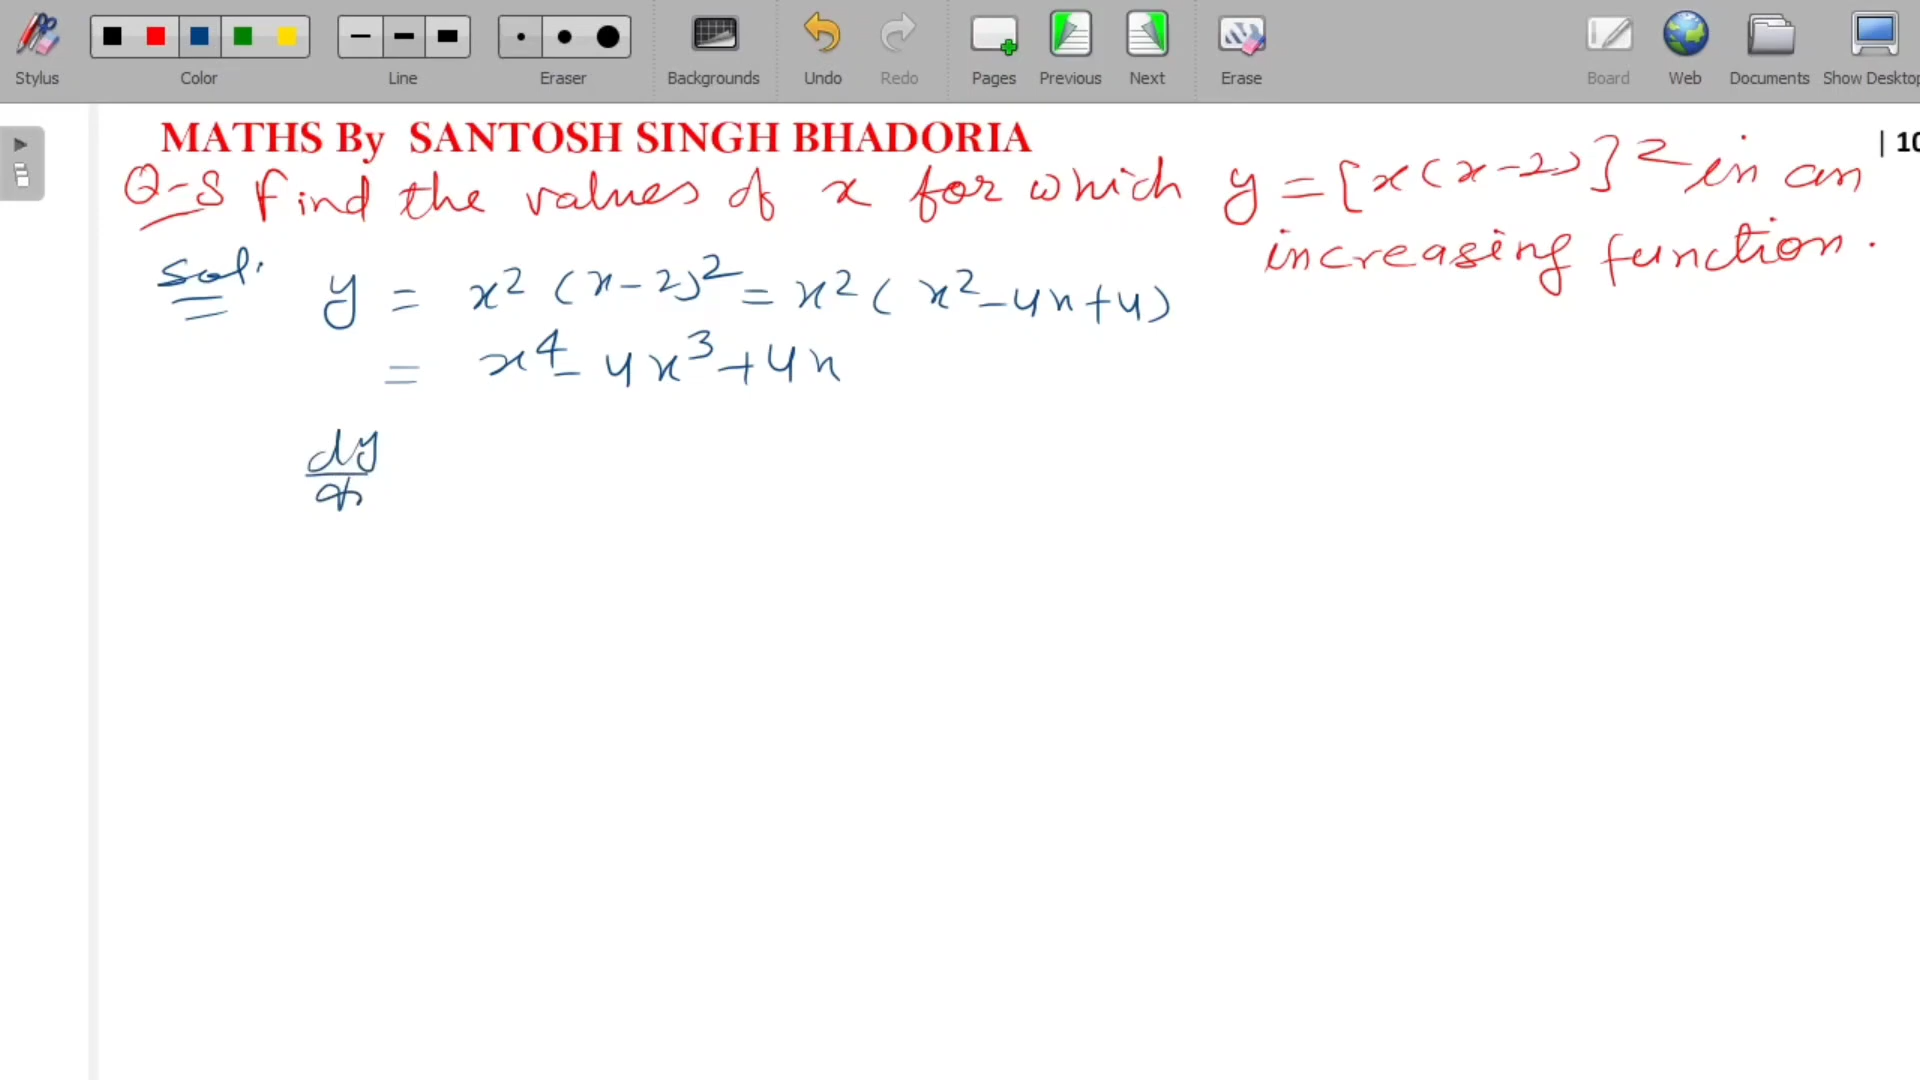 Stylus Color Line Eraser Backgrounds Undo Redo Pages Previous Next Erase Board Web Documents Show Desktop
MATHS By SANTOSH SINGH BHADORIA | 10
Q-8 Find the values of x for which y = [x(x-2)]² is an
increasing function.
Sol. y = x² (x-2)² = x² (x²-4x+4)
= x⁴ - 4x³ + 4x
dy/dx